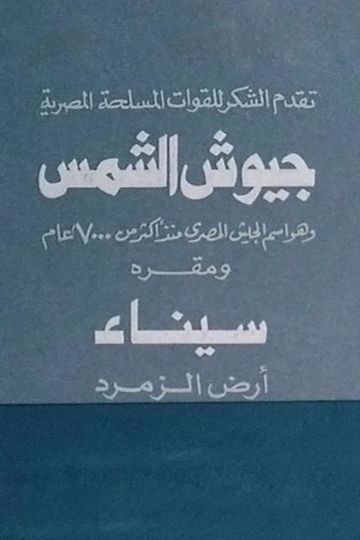 تقدم الشكر للقوات المسلحة المصرية
جيوش الشمس
وهو اسم الجيش المصرى منذ أكثر من ٧٠٠٠ عام
ومقره
سيناء
أرض الزمرد